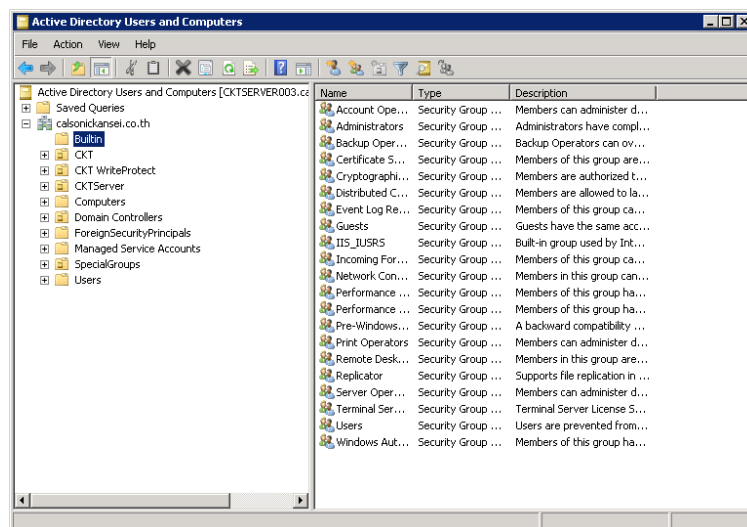 Active Directory Users and Computers
File Action View Help
Active Directory Users and Computers [CKTSERVER003.ca
Saved Queries
calsonickansei.co.th
Builtin
CKT
CKT WriteProtect
CKTServer
Computers
Domain Controllers
ForeignSecurityPrincipals
Managed Service Accounts
SpecialGroups
Users
Name Type Description
Account Ope... Security Group ... Members can administer d...
Administrators Security Group ... Administrators have compl...
Backup Oper... Security Group ... Backup Operators can ov...
Certificate S... Security Group ... Members of this group are...
Cryptographi... Security Group ... Members are authorized t...
Distributed C... Security Group ... Members are allowed to la...
Event Log Re... Security Group ... Members of this group ca...
Guests Security Group ... Guests have the same acc...
IIS_IUSRS Security Group ... Built-in group used by Int...
Incoming For... Security Group ... Members of this group ca...
Network Con... Security Group ... Members in this group can...
Performance ... Security Group ... Members of this group ha...
Performance ... Security Group ... Members of this group ha...
Pre-Windows... Security Group ... A backward compatibility ...
Print Operators Security Group ... Members can administer d...
Remote Desk... Security Group ... Members in this group are...
Replicator Security Group ... Supports file replication in ...
Server Oper... Security Group ... Members can administer d...
Terminal Ser... Security Group ... Terminal Server License S...
Users Security Group ... Users are prevented from...
Windows Aut... Security Group ... Members of this group ha...